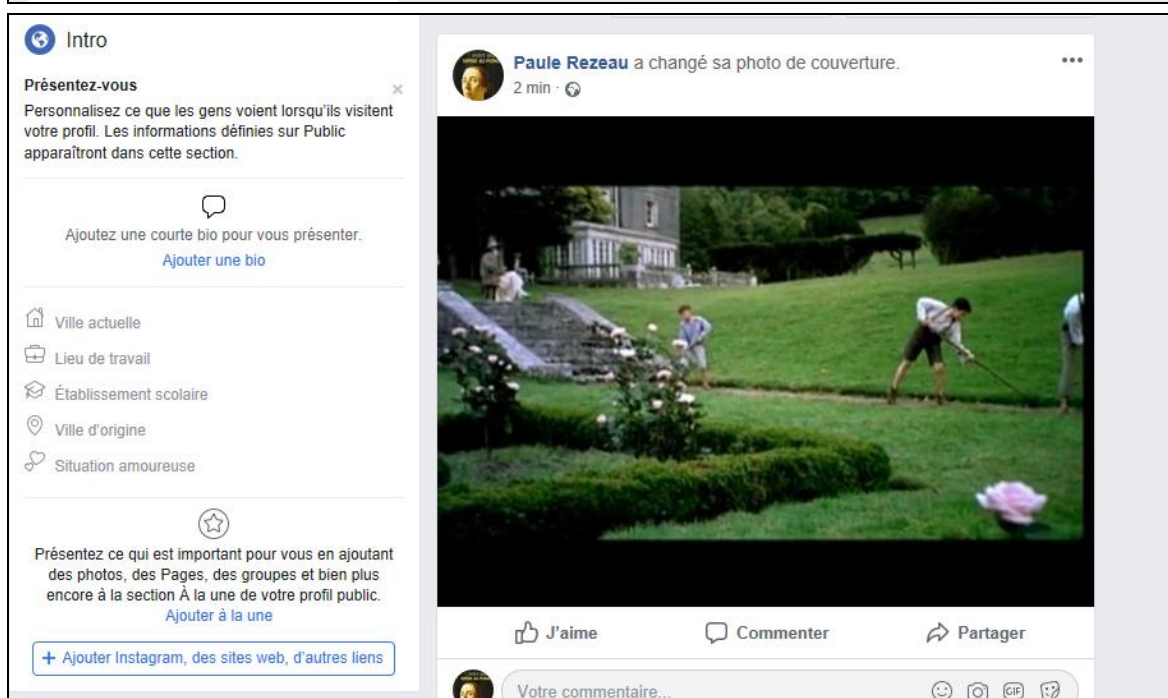 Intro
Présentez-vous
Personnalisez ce que les gens voient lorsqu'ils visitent
votre profil. Les informations définies sur Public
apparaîtront dans cette section.
Ajoutez une courte bio pour vous présenter.
Ajouter une bio
Ville actuelle
Lieu de travail
Établissement scolaire
Ville d'origine
Situation amoureuse
Présentez ce qui est important pour vous en ajoutant
des photos, des Pages, des groupes et bien plus
encore à la section À la une de votre profil public.
Ajouter à la une
+ Ajouter Instagram, des sites web, d'autres liens
Paule Rezeau a changé sa photo de couverture.
2 min ·
J'aime
Commenter
Partager
Votre commentaire...
GIF